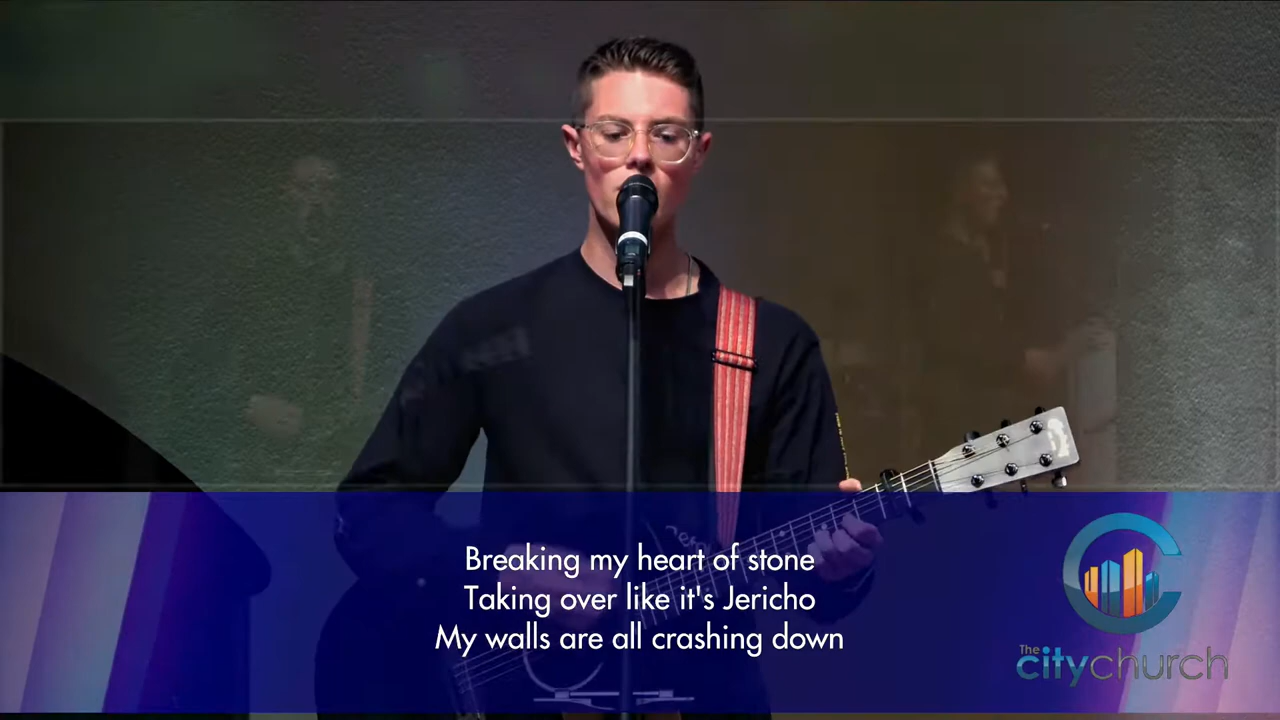 Breaking my heart of stone
Taking over like it's Jericho
My walls are all crashing down
The
citychurch